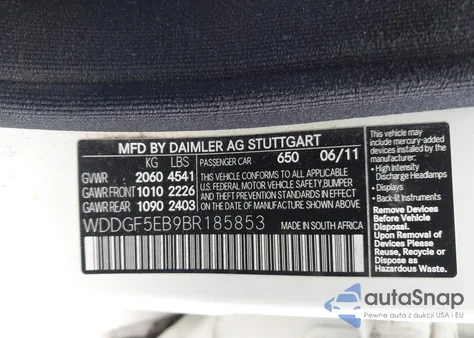 MFD BY DAIMLER AG STUTTGART
KG LBS PASSENGER CAR 650 06/11
GVWR 2060 4541
GAWR FRONT 1010 2226
GAWR REAR 1090 2403
THIS VEHICLE CONFORMS TO ALL APPLICABLE
U.S. FEDERAL MOTOR VEHICLE SAFETY, BUMPER
AND THEFT PREVENTION STANDARDS IN EFFECT
ON THE DATE OF MANUFACTURE SHOWN ABOVE.
WDDGF5EB9BR185853 MADE IN SOUTH AFRICA
This vehicle may
include mercury-added
devices installed by the
manufacturer:
• High Intensity
Discharge Headlamps
• Displays
• Back-lit Instruments
Remove Devices
Before Vehicle
Disposal.
Upon Removal of
Devices Please
Reuse, Recycle or
Dispose as
Hazardous Waste.
autaSnap
Pewne auta z aukcji USA i EU